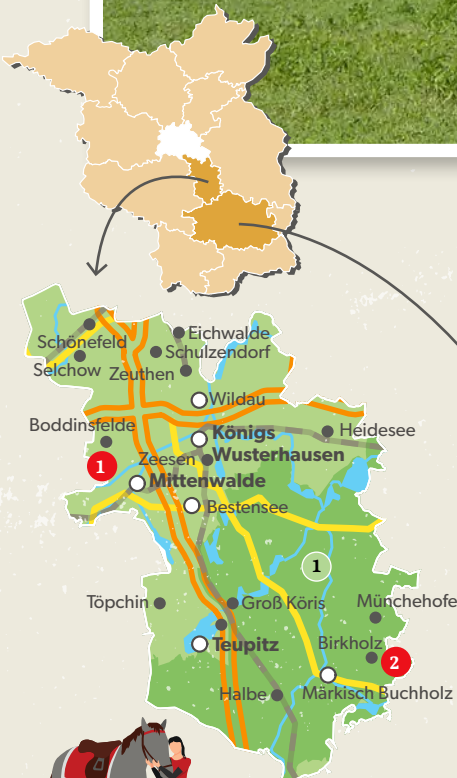 Eichwalde
Schönefeld
Schulzendorf
Selchow
Zeuthen
Wildau
Boddinsfelde
Königs
Wusterhausen
Heidesee
Zeesen
1
Mittenwalde
Bestensee
1
Töpchin
Groß Köris
Münchehofe
Teupitz
Birkholz
2
Halbe
Märkisch Buchholz